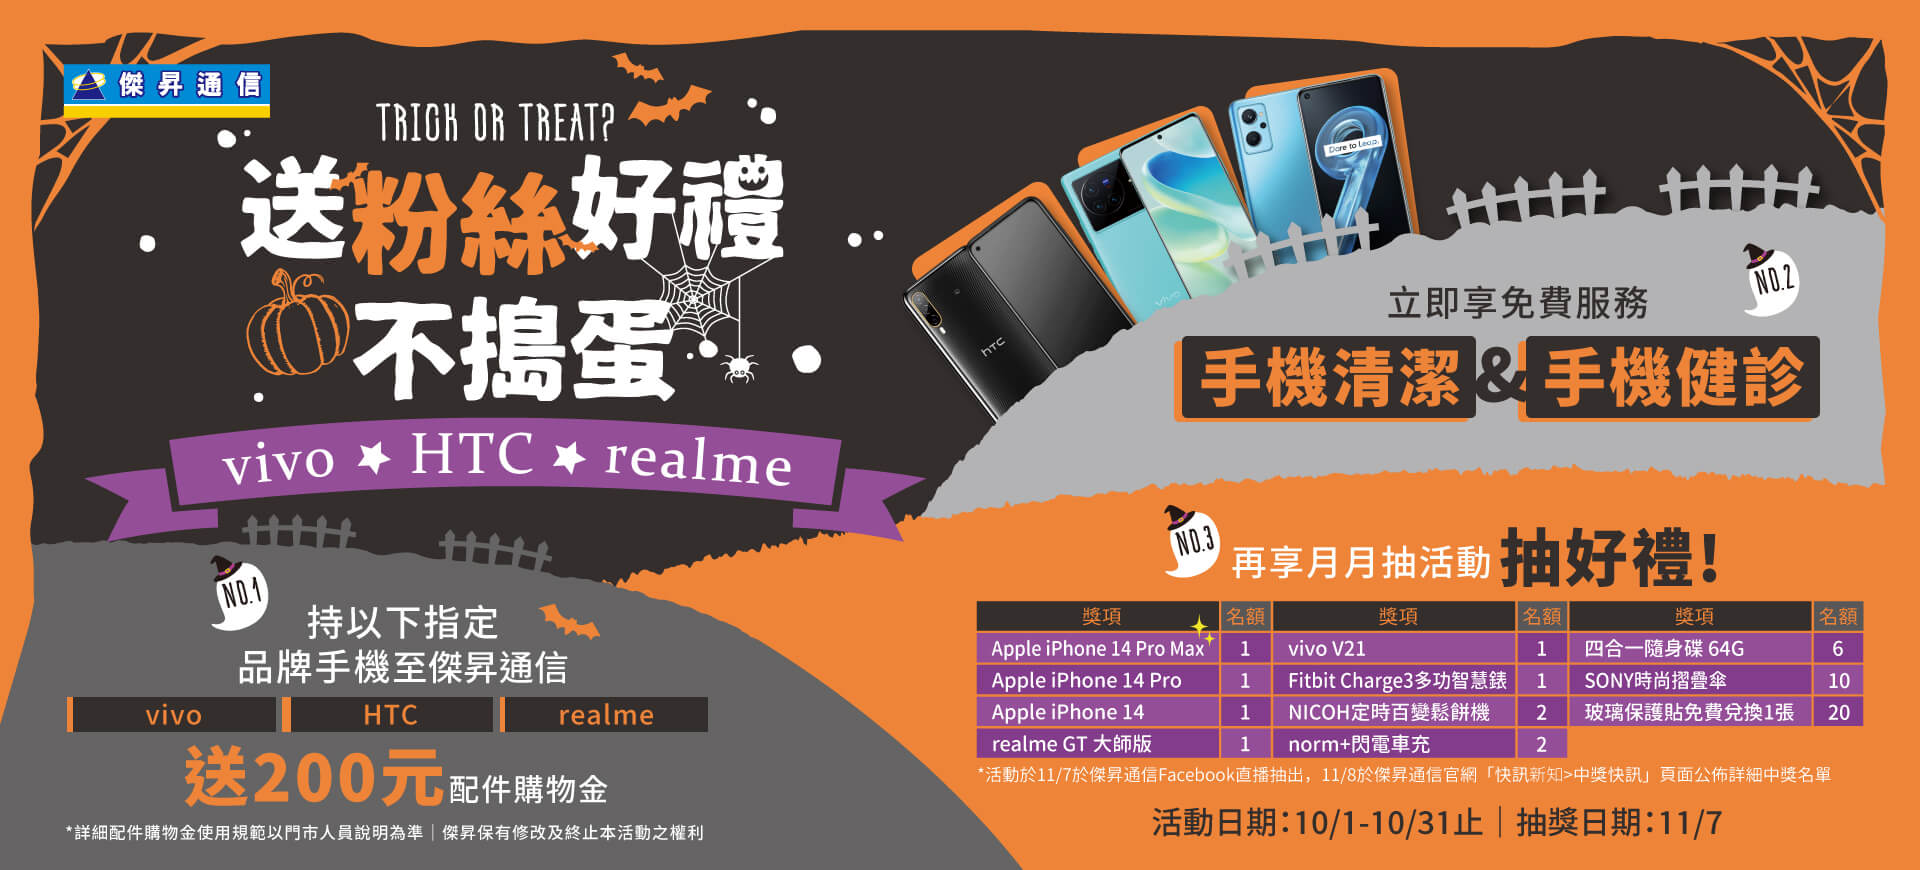 傑昇通信
TRICK OR TREAT?
送粉絲好禮
不搗蛋
vivo ★ HTC ★ realme
NO.1
持以下指定
品牌手機至傑昇通信
vivo HTC realme
送200元配件購物金
*詳細配件購物金使用規範以門市人員說明為準｜傑昇保有修改及終止本活動之權利
hTC
vivo
Dare to Leap.
NO.2
立即享免費服務
手機清潔&手機健診
NO.3
再享月月抽活動 抽好禮!
獎項 名額 獎項 名額 獎項 名額
Apple iPhone 14 Pro Max 1 vivo V21 1 四合一隨身碟 64G 6
Apple iPhone 14 Pro 1 Fitbit Charge3多功智慧錶 1 SONY時尚摺疊傘 10
Apple iPhone 14 1 NICOH定時百變鬆餅機 2 玻璃保護貼免費兌換1張 20
realme GT 大師版 1 norm+閃電車充 2
*活動於11/7於傑昇通信Facebook直播抽出，11/8於傑昇通信官網「快訊新知>中獎快訊」頁面公佈詳細中獎名單
活動日期：10/1-10/31止｜抽獎日期：11/7